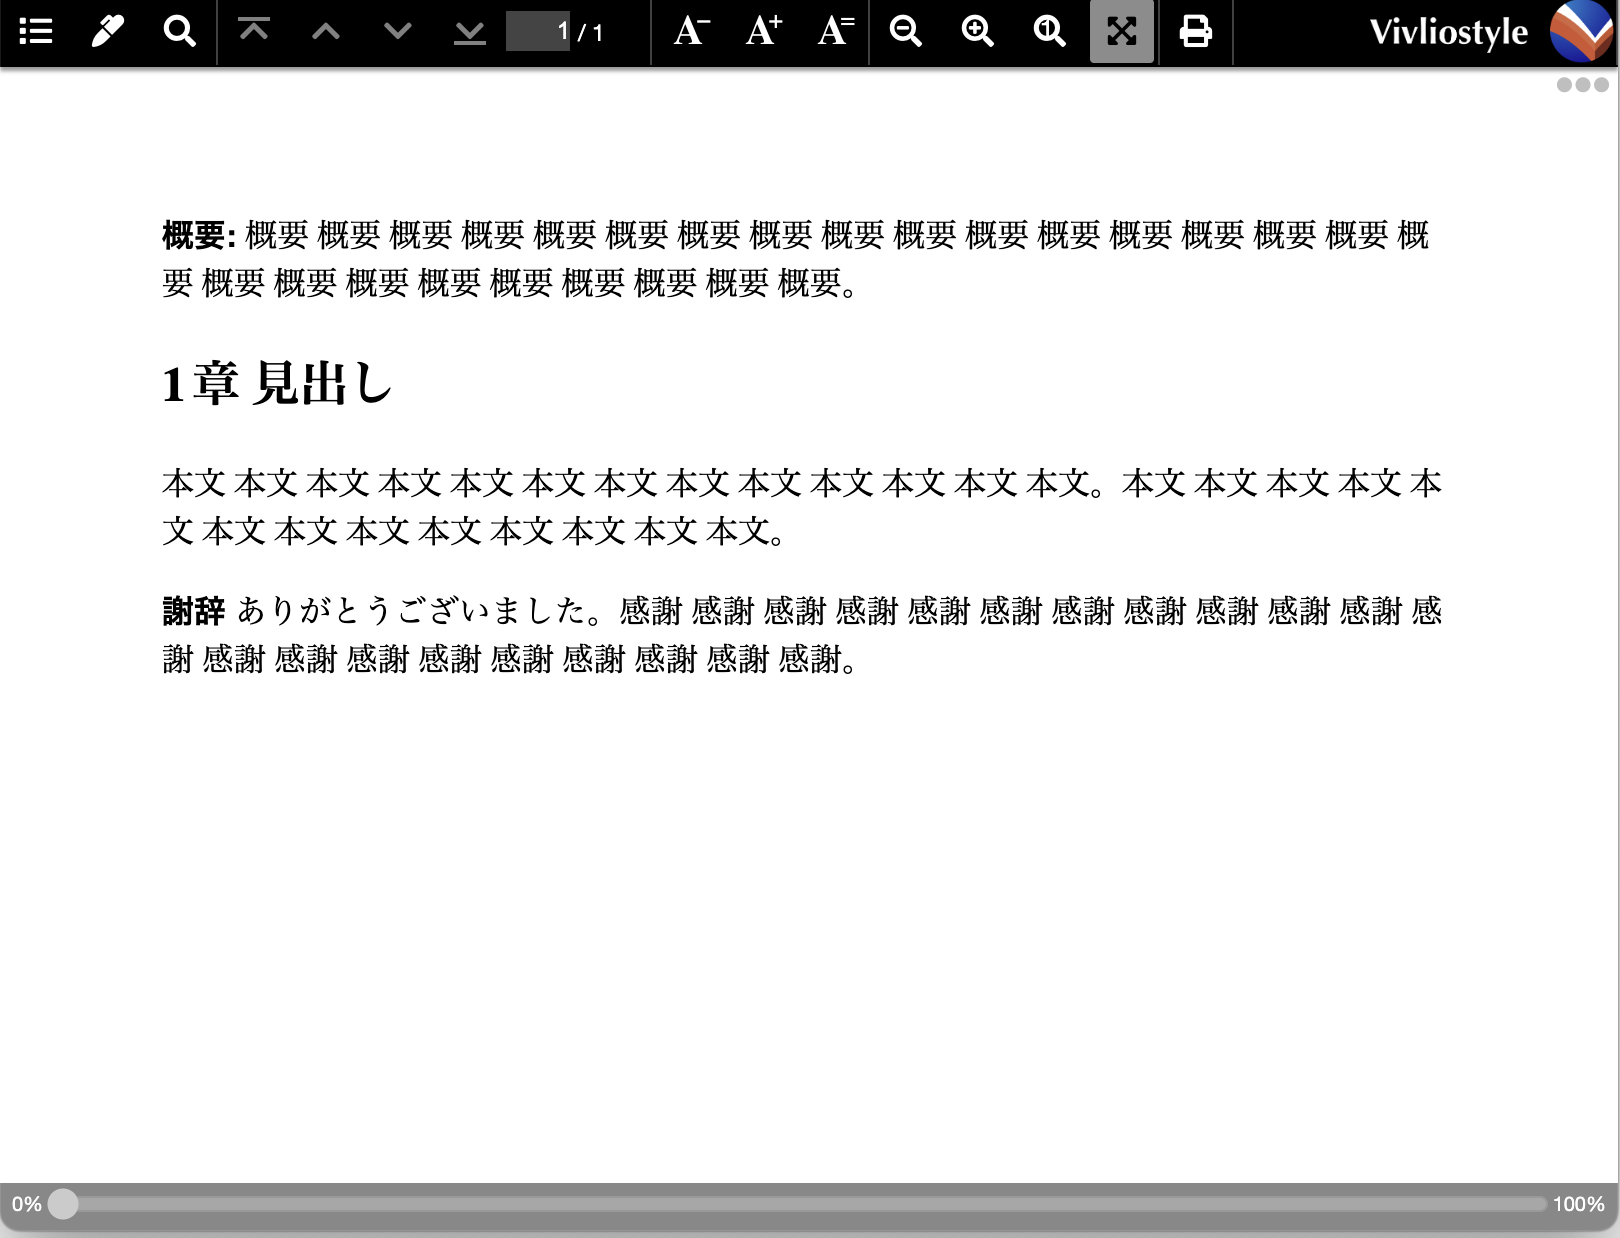 1 / 1
A−
A+
A=
1
Vivliostyle
概要: 概要 概要 概要 概要 概要 概要 概要 概要 概要 概要 概要 概要 概要 概要 概要 概要 概
要 概要 概要 概要 概要 概要 概要 概要 概要 概要。
1章 見出し
本文 本文 本文 本文 本文 本文 本文 本文 本文 本文 本文 本文 本文。本文 本文 本文 本文 本
文 本文 本文 本文 本文 本文 本文 本文 本文。
謝辞 ありがとうございました。感謝 感謝 感謝 感謝 感謝 感謝 感謝 感謝 感謝 感謝 感謝 感
謝 感謝 感謝 感謝 感謝 感謝 感謝 感謝 感謝 感謝。
0%
100%